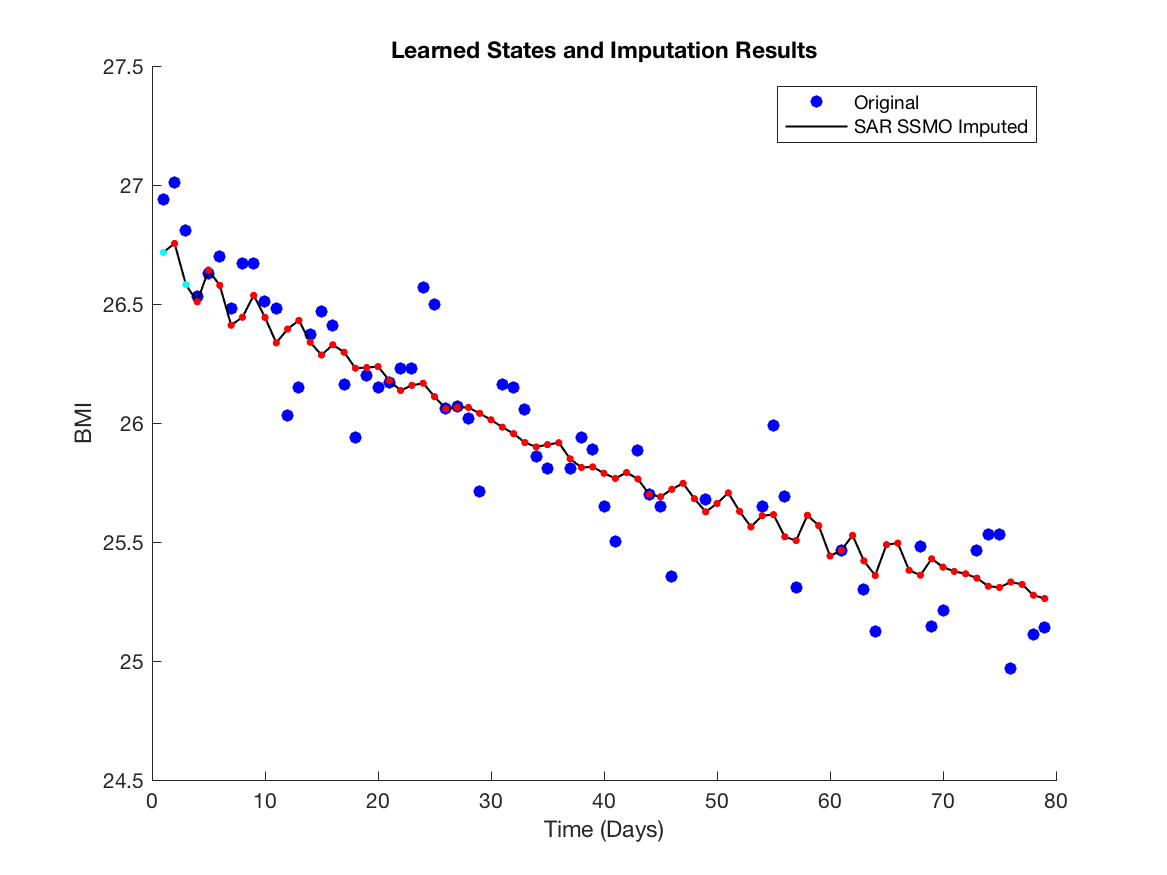 Learned States and Imputation Results
27.5
27
26.5
26
25.5
25
24.5
BMI
Original
SAR SSMO Imputed
0 10 20 30 40 50 60 70 80
Time (Days)